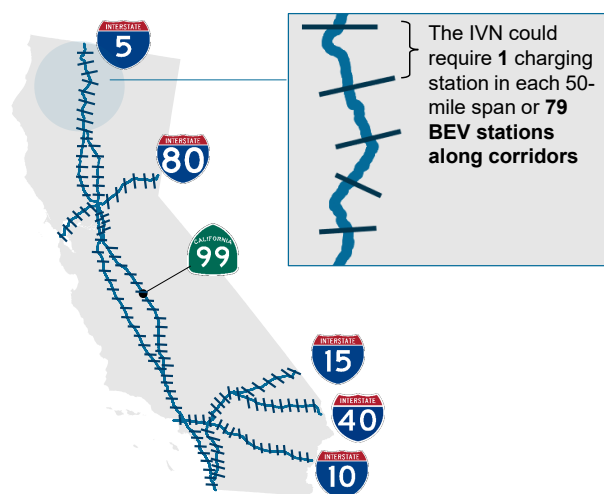 INTERSTATE
5
INTERSTATE
80
CALIFORNIA
99
INTERSTATE
15
INTERSTATE
40
INTERSTATE
10
The IVN could
require 1 charging
station in each 50-
mile span or 79
BEV stations
along corridors